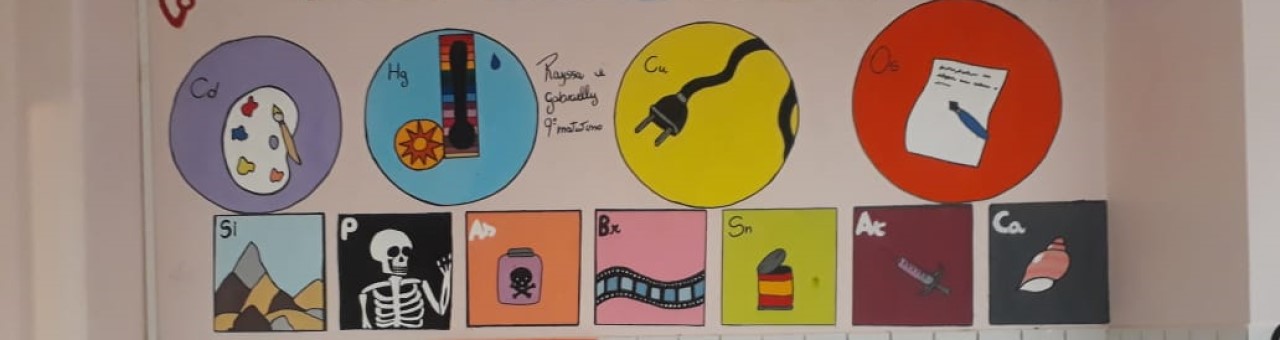 Cd
Hg
Rayssa e
Gabrielly
9º matutino
Cu
Os
Si
P
As
Br
Sn
Ac
Ca